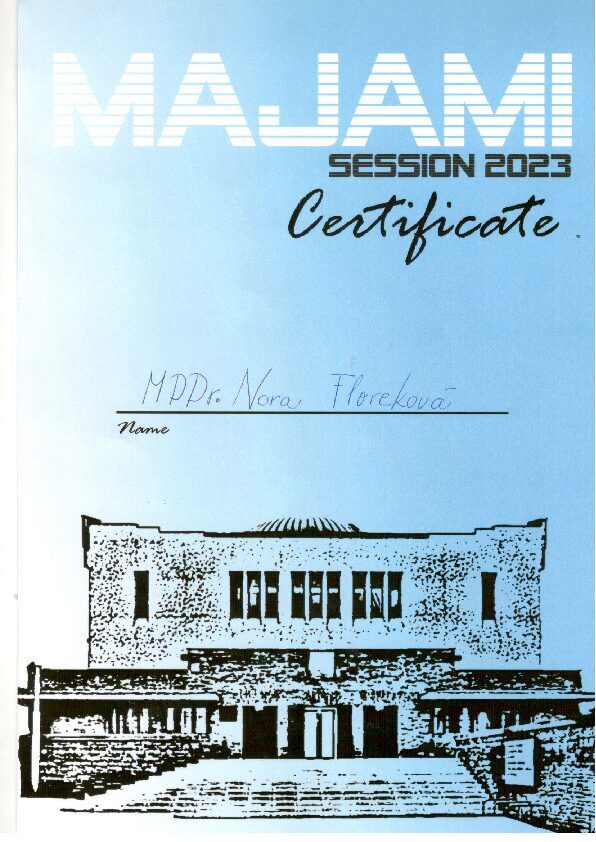 MAJAMI
SESSION 2023
Certificate
MDDr. Nora Floreková
Name